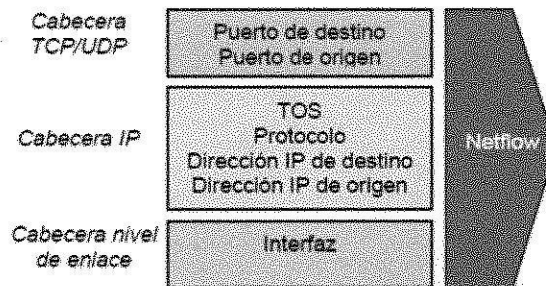 Cabecera
TCP/UDP
Puerto de destino
Puerto de origen
Cabecera IP
TOS
Protocolo
Dirección IP de destino
Dirección IP de origen
Netflow
Cabecera nivel
de enlace
Interfaz